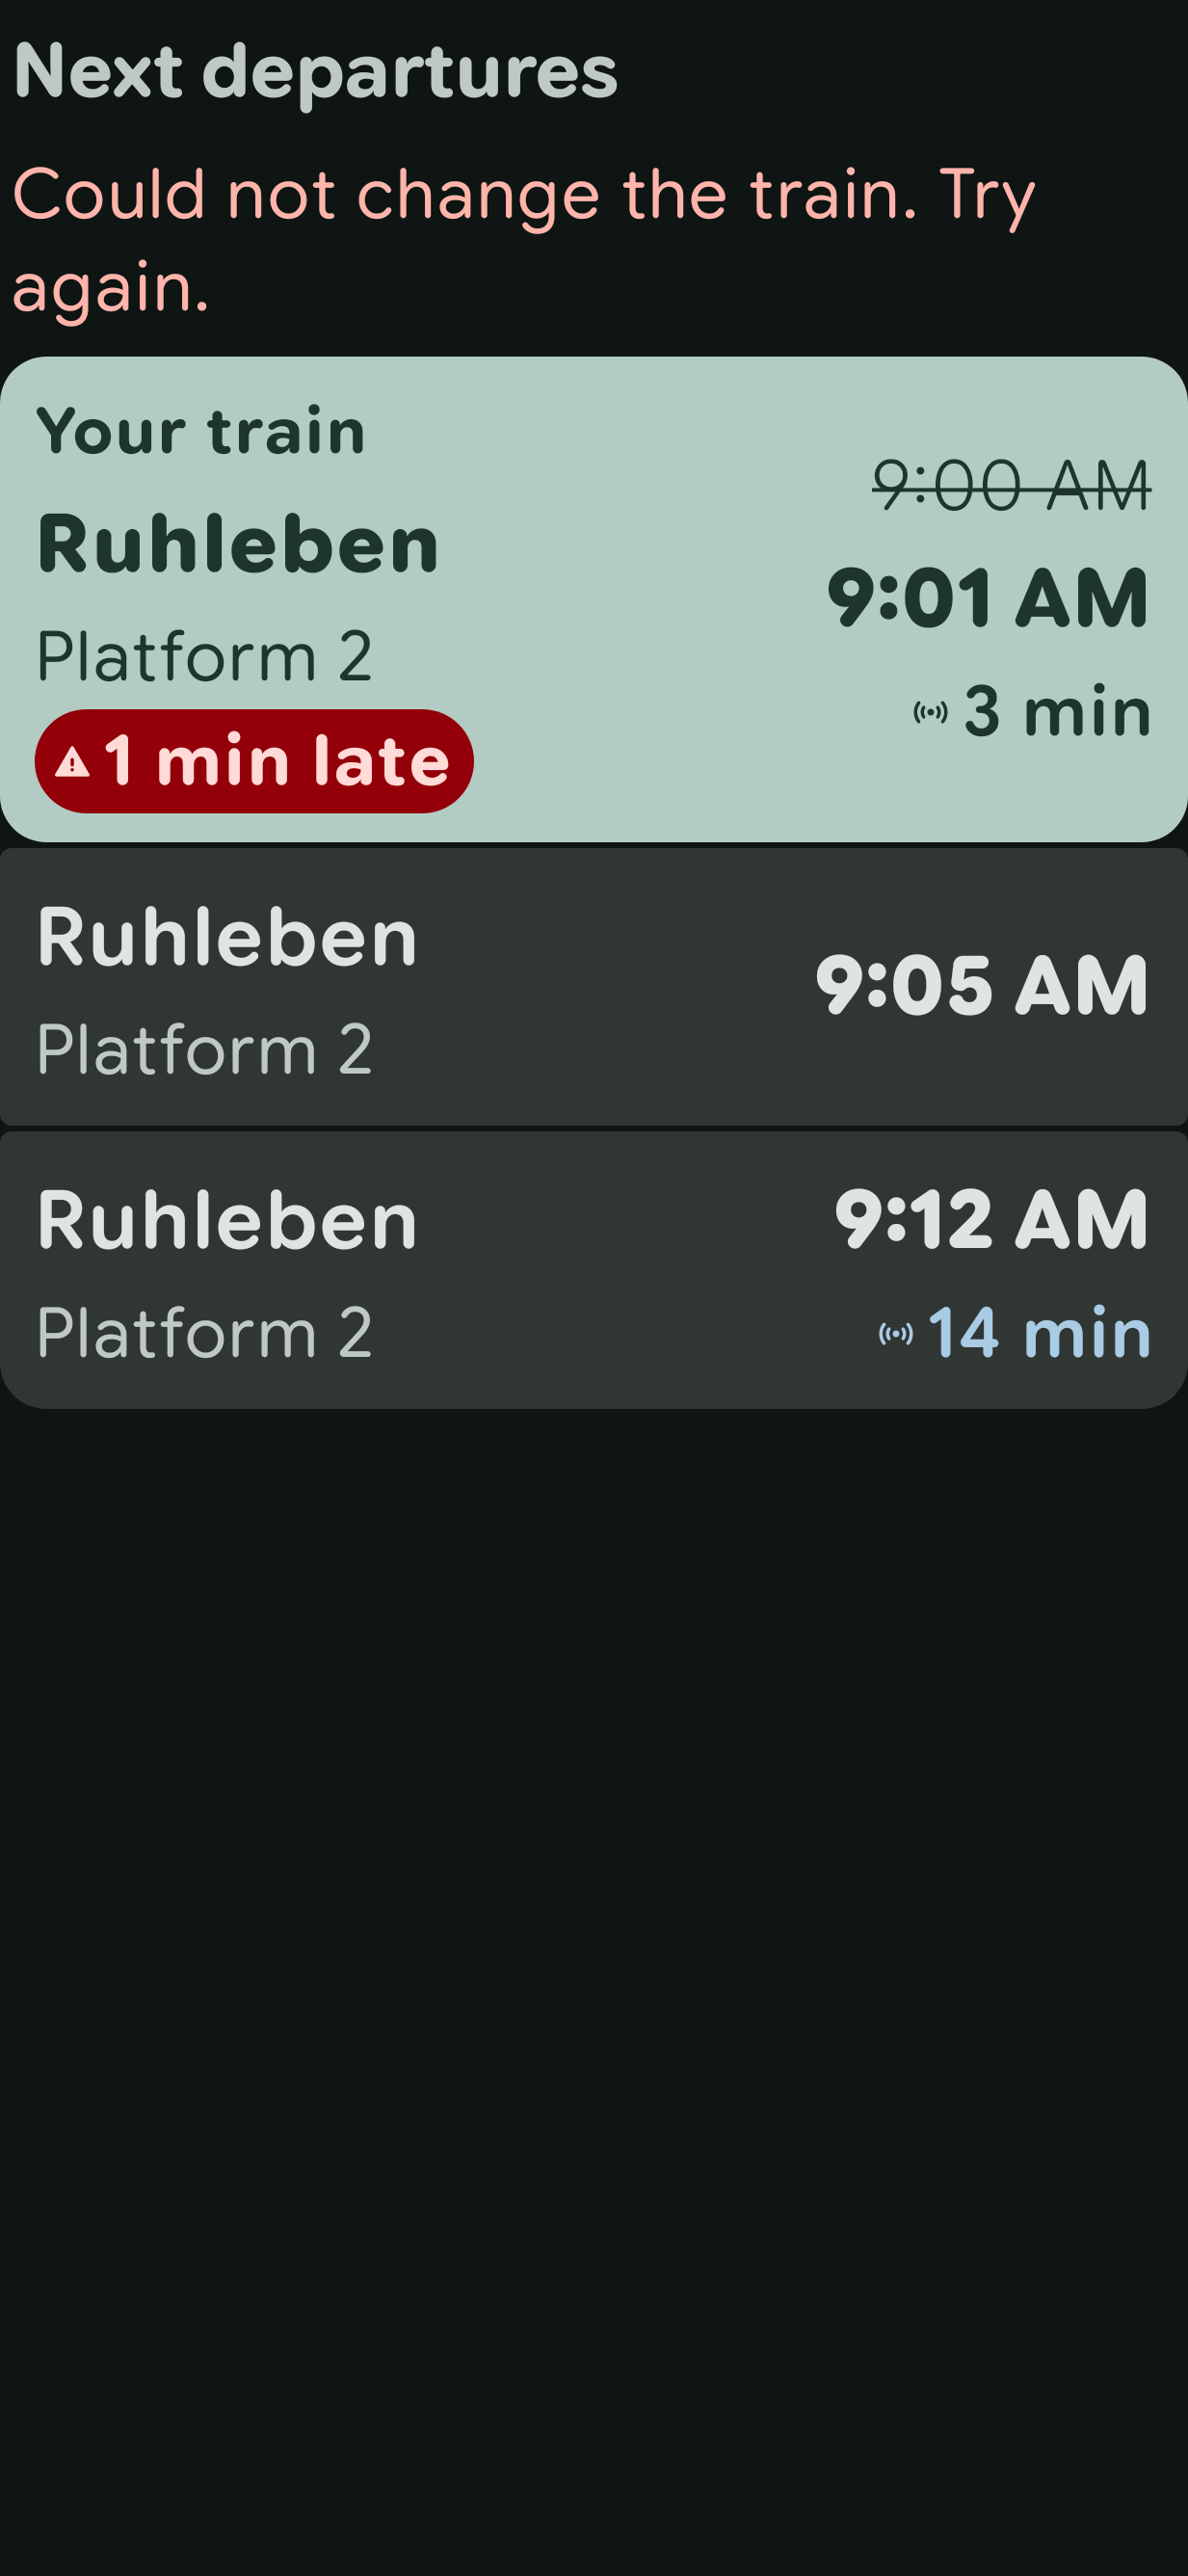 Next departures
Could not change the train. Try
again.
Your train
Ruhleben
Platform 2
1 min late
9:00 AM
9:01 AM
3 min
Ruhleben
Platform 2
9:05 AM
Ruhleben
Platform 2
9:12 AM
14 min